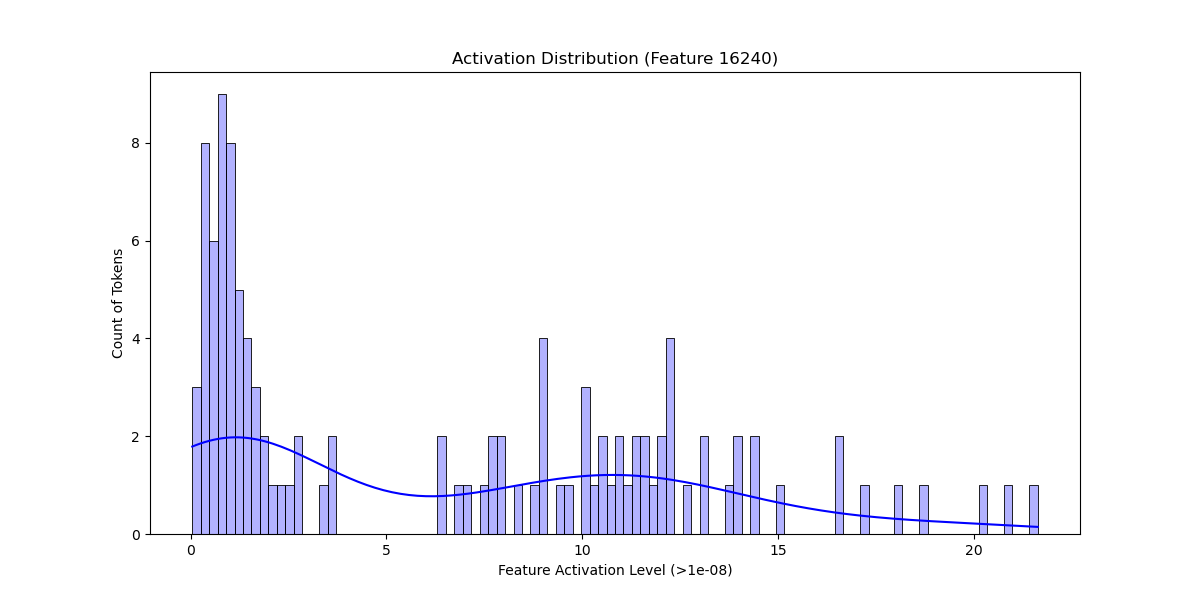 Activation Distribution (Feature 16240)
Count of Tokens
8
6
4
2
0
0 5 10 15 20
Feature Activation Level (>1e-08)